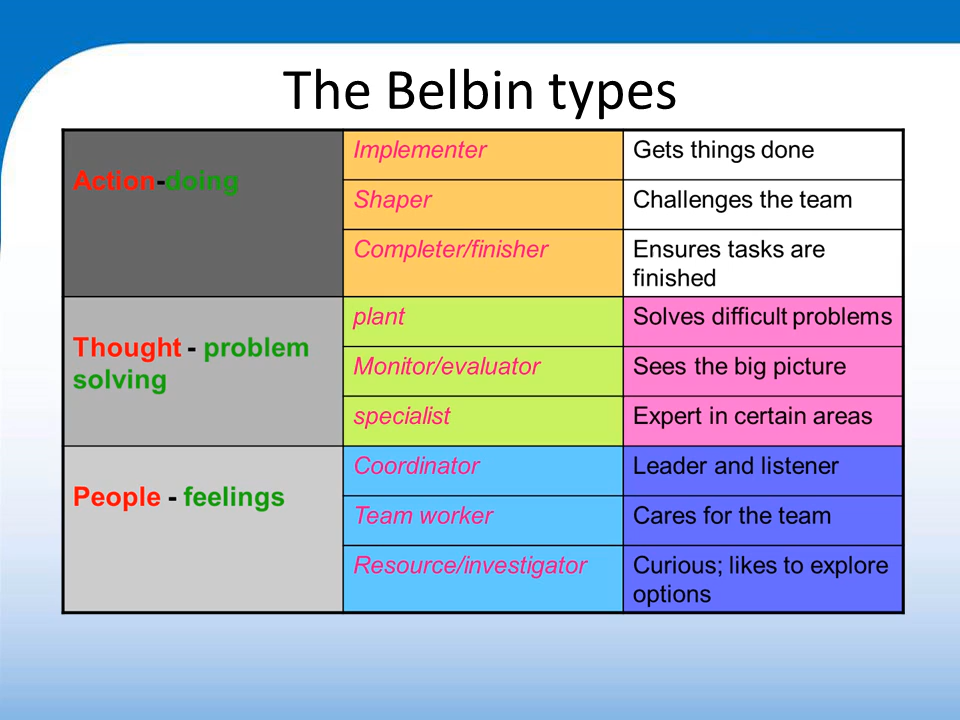 The Belbin types
Action-doing
Implementer
Gets things done
Shaper
Challenges the team
Completer/finisher
Ensures tasks are
finished
Thought - problem
solving
plant
Solves difficult problems
Monitor/evaluator
Sees the big picture
specialist
Expert in certain areas
People - feelings
Coordinator
Leader and listener
Team worker
Cares for the team
Resource/investigator
Curious; likes to explore
options